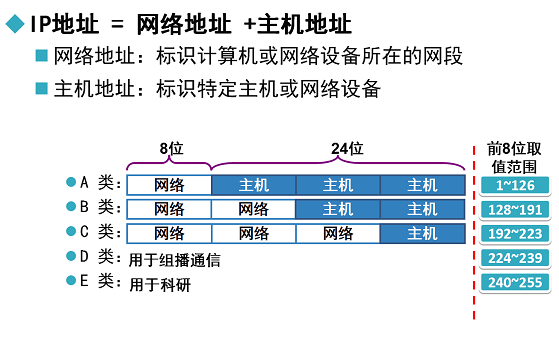 IP地址 = 网络地址 +主机地址
网络地址：标识计算机或网络设备所在的网段
主机地址：标识特定主机或网络设备
8位 24位 前8位取
值范围
A 类： 网络 主机 主机 主机 1~126
B 类： 网络 网络 主机 主机 128~191
C 类： 网络 网络 网络 主机 192~223
D 类： 用于组播通信 224~239
E 类： 用于科研 240~255